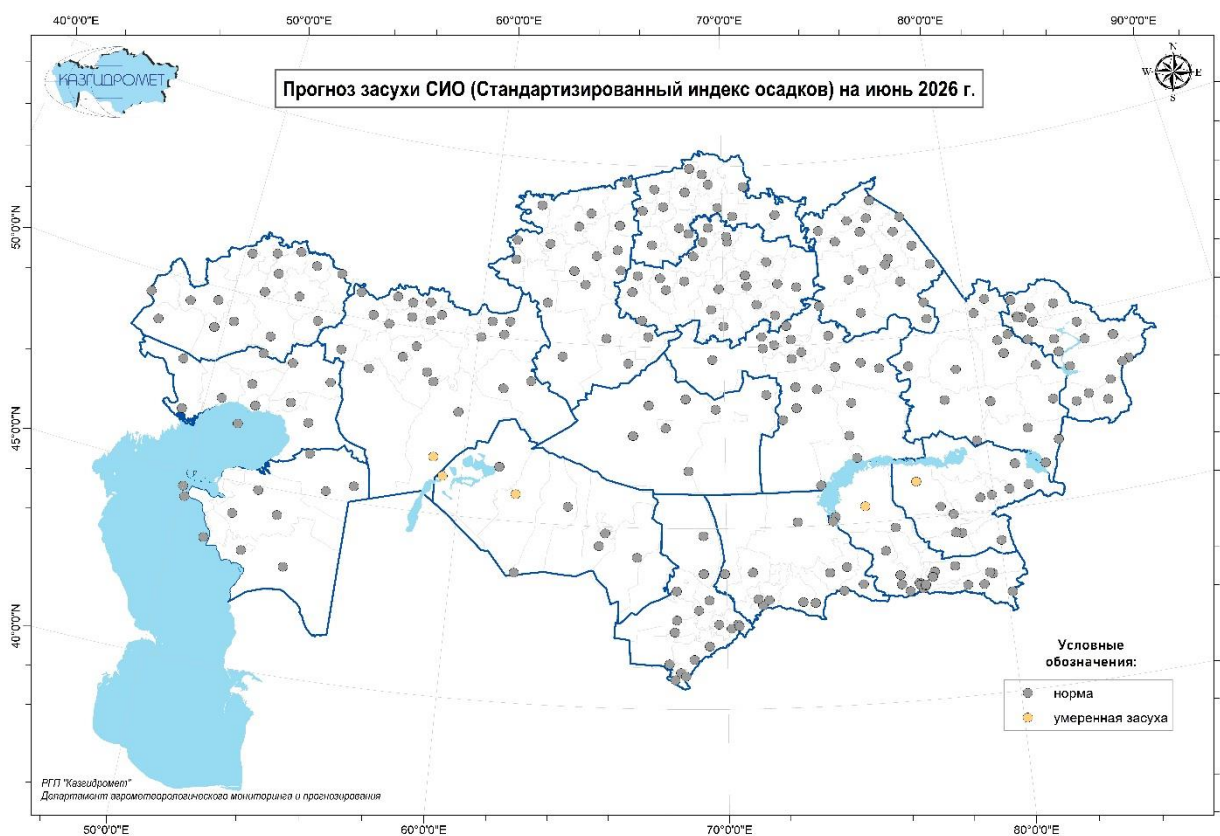 40°0'0"E 50°0'0"E 60°0'0"E 70°0'0"E 80°0'0"E 90°0'0"E
КАЗГИДРОМЕТ
Прогноз засухи СИО (Стандартизированный индекс осадков) на июнь 2026 г.
N
W E
S
50°0'0"N
45°0'0"N
40°0'0"N
Условные
обозначения:
норма
умеренная засуха
РГП "Казгидромет"
Департамент агрометеорологического мониторинга и прогнозирования
50°0'0"E 60°0'0"E 70°0'0"E 80°0'0"E